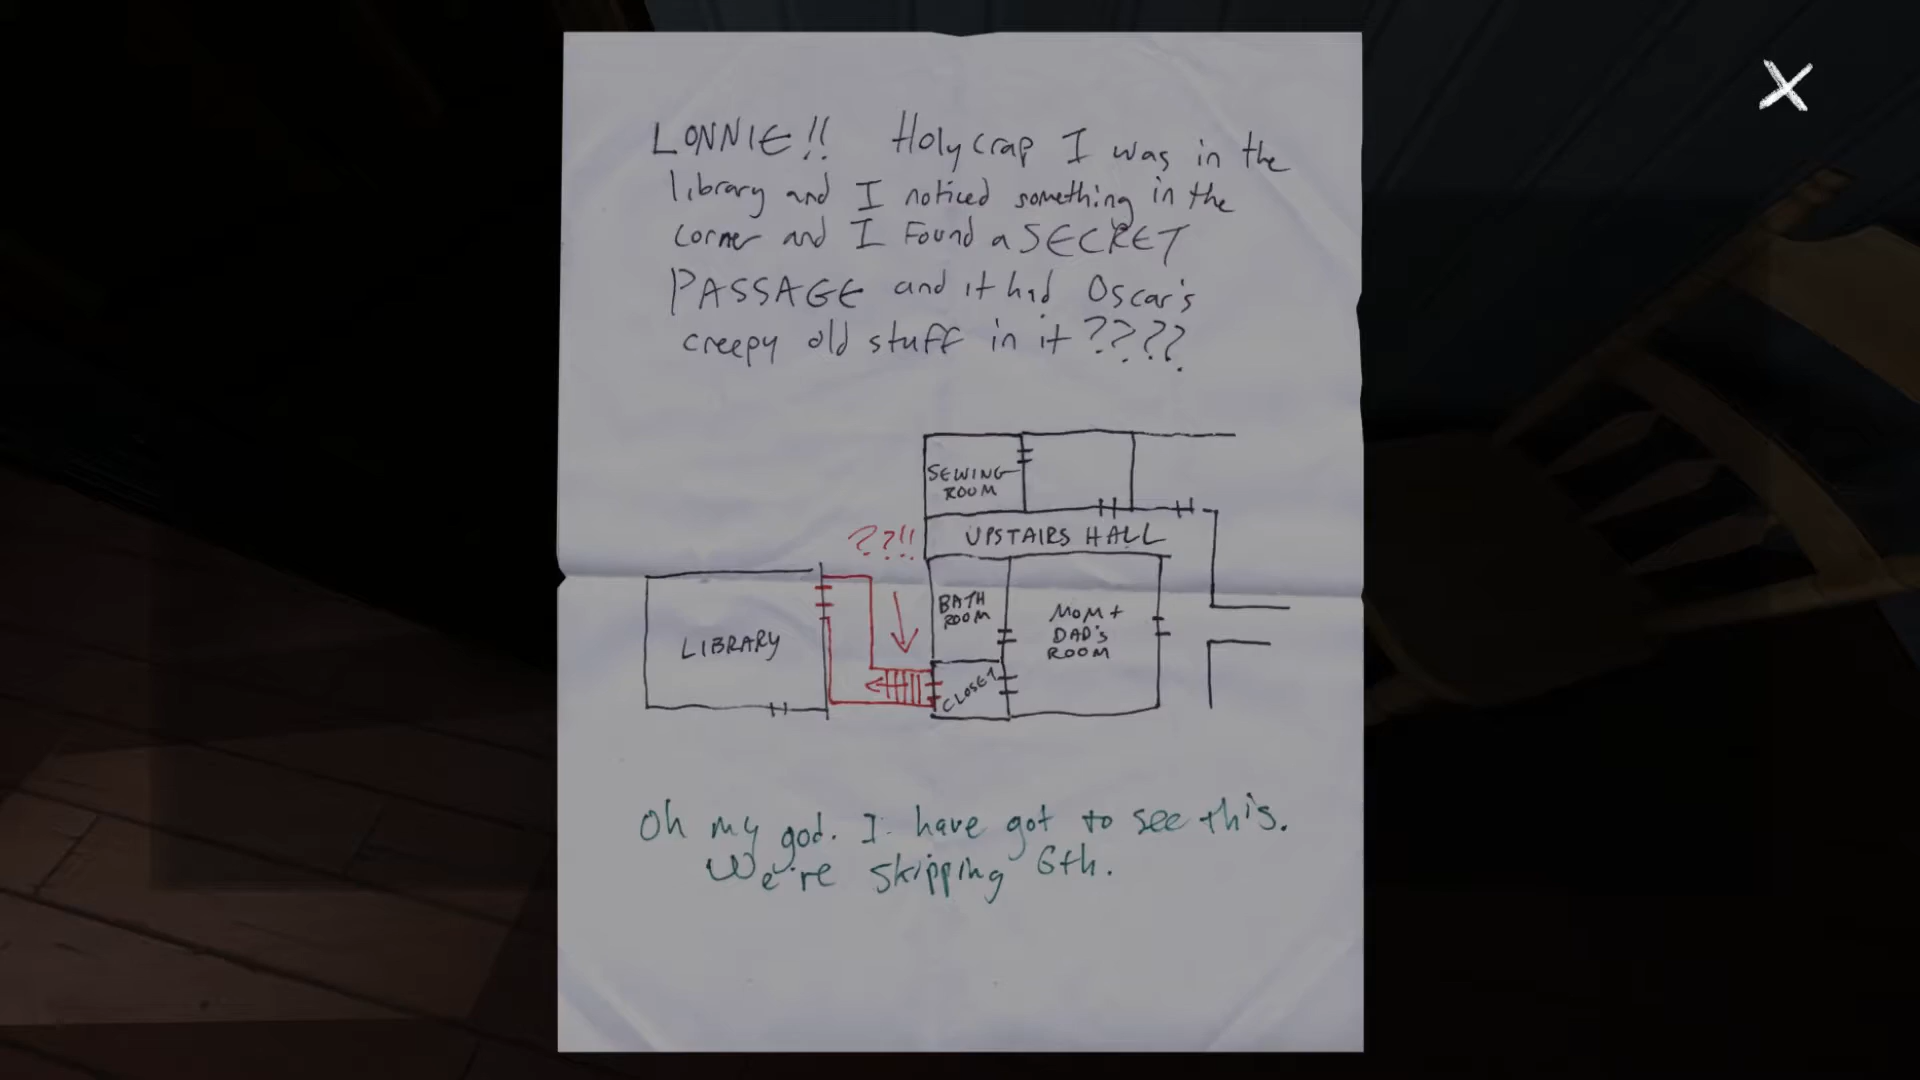 LONNIE!! Holy crap I was in the
library and I noticed something in the
corner and I found a SECRET
PASSAGE and it had Oscar's
creepy old stuff in it ????
SEWING
ROOM
UPSTAIRS HALL
??!!
BATH
ROOM
MOM +
DAD'S
ROOM
LIBRARY
CLOSET
Oh my god. I have got to see this.
We're skipping 6th.